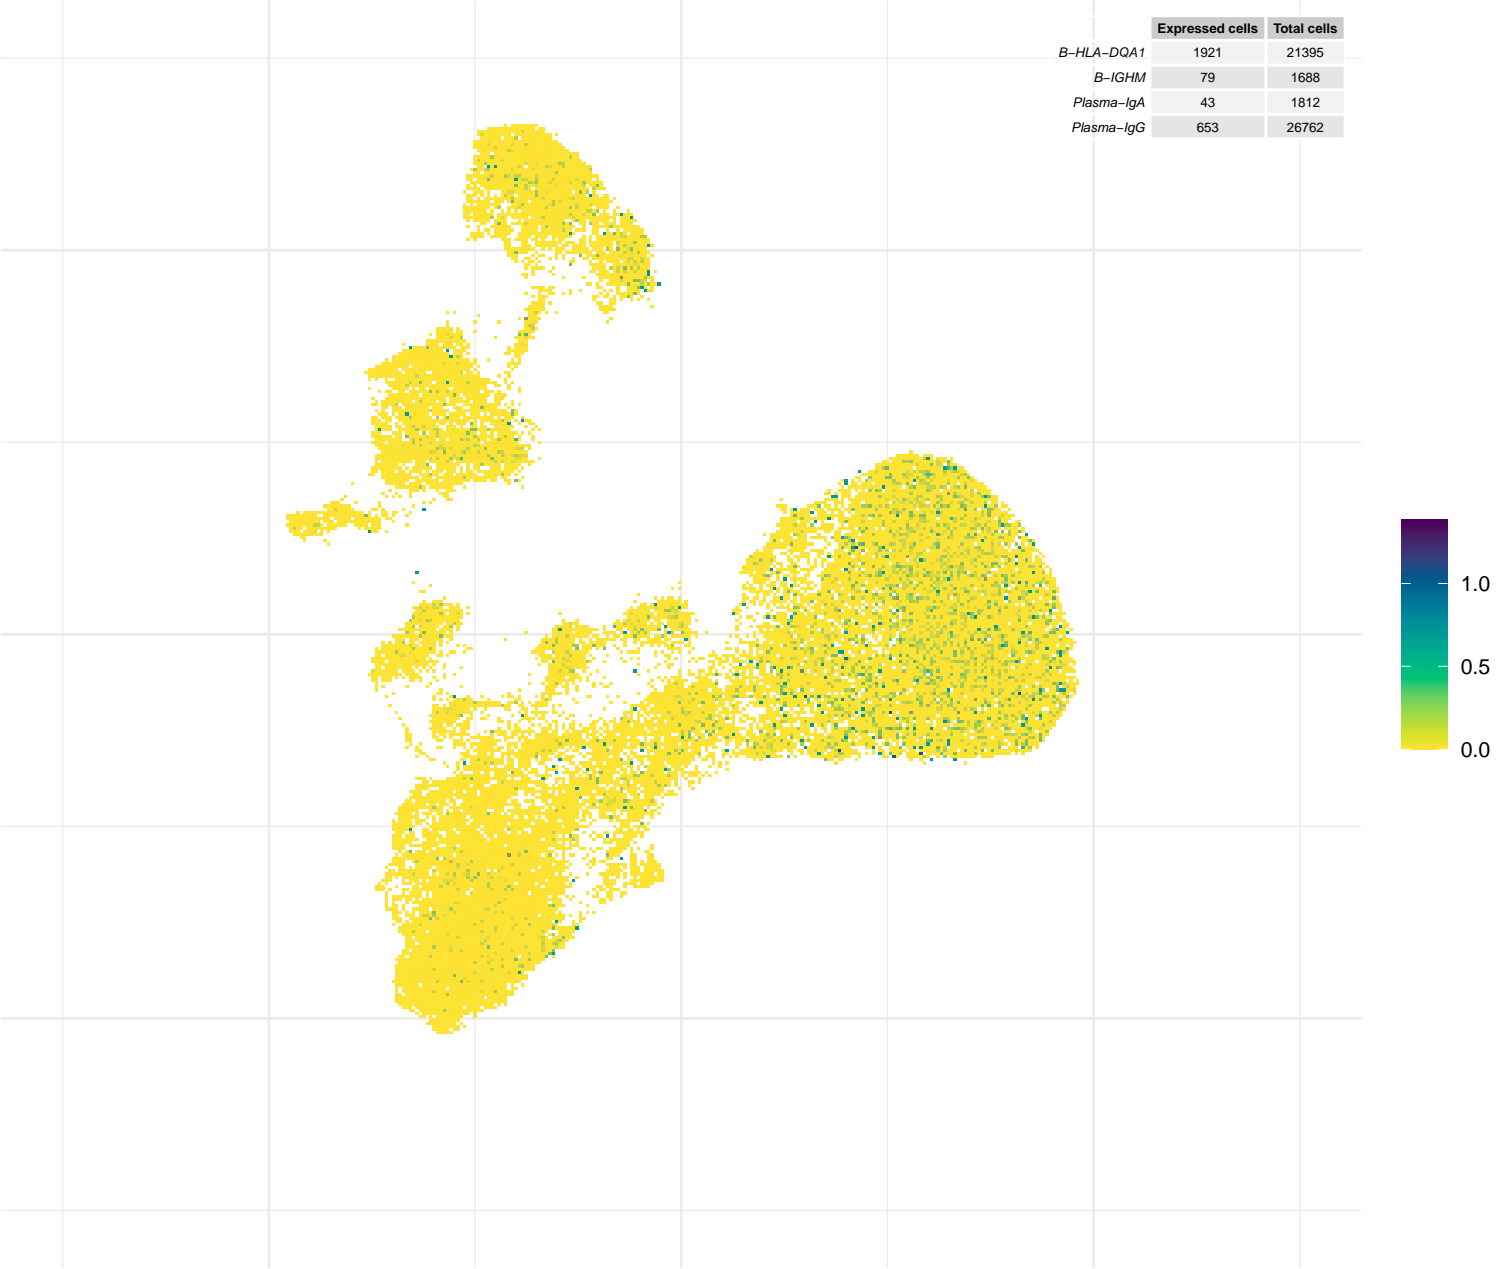 Expressed cells Total cells
B−HLA−DQA1 1921 21395
B−IGHM 79 1688
Plasma−IgA 43 1812
Plasma−IgG 653 26762
1.0
0.5
0.0